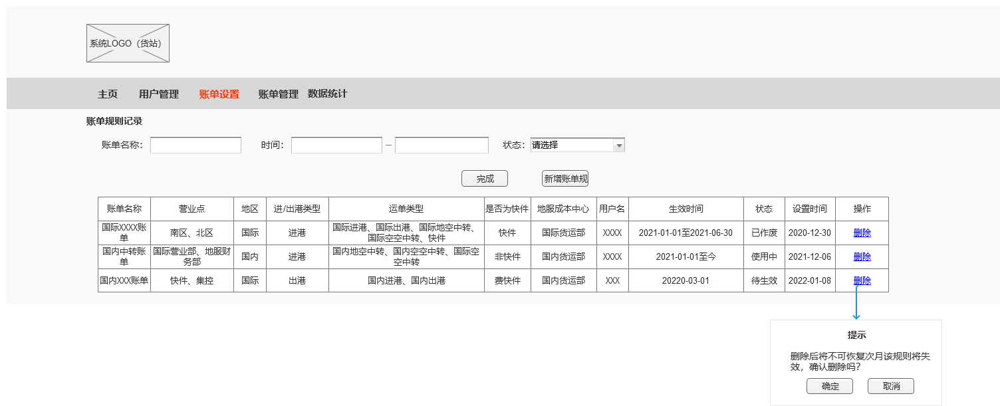 系统LOGO（货站）
主页 用户管理 账单设置 账单管理 数据统计
账单规则记录
账单名称： 时间： — 状态： 请选择
完成 新增账单规
账单名称 营业点 地区 进/出港类型 运单类型 是否为快件 地服成本中心 用户名 生效时间 状态 设置时间 操作
国际XXXX账单 南区、北区 国际 进港 国际进港、国际出港、国际地空中转、国际空空中转、快件 快件 国际货运部 XXXX 2021-01-01至2021-06-30 已作废 2020-12-30 删除
国内中转账单 国际营业部、地服财务部 国内 进港 国内地空中转、国内空空中转、国际空空中转 非快件 国内货运部 XXXX 2021-01-01至今 使用中 2021-12-06 删除
国内XXX账单 快件、集控 国际 出港 国内进港、国内出港 费快件 国内货运部 XXX 20220-03-01 待生效 2022-01-08 删除
提示
删除后将不可恢复次月该规则将失
效，确认删除吗?
确定 取消